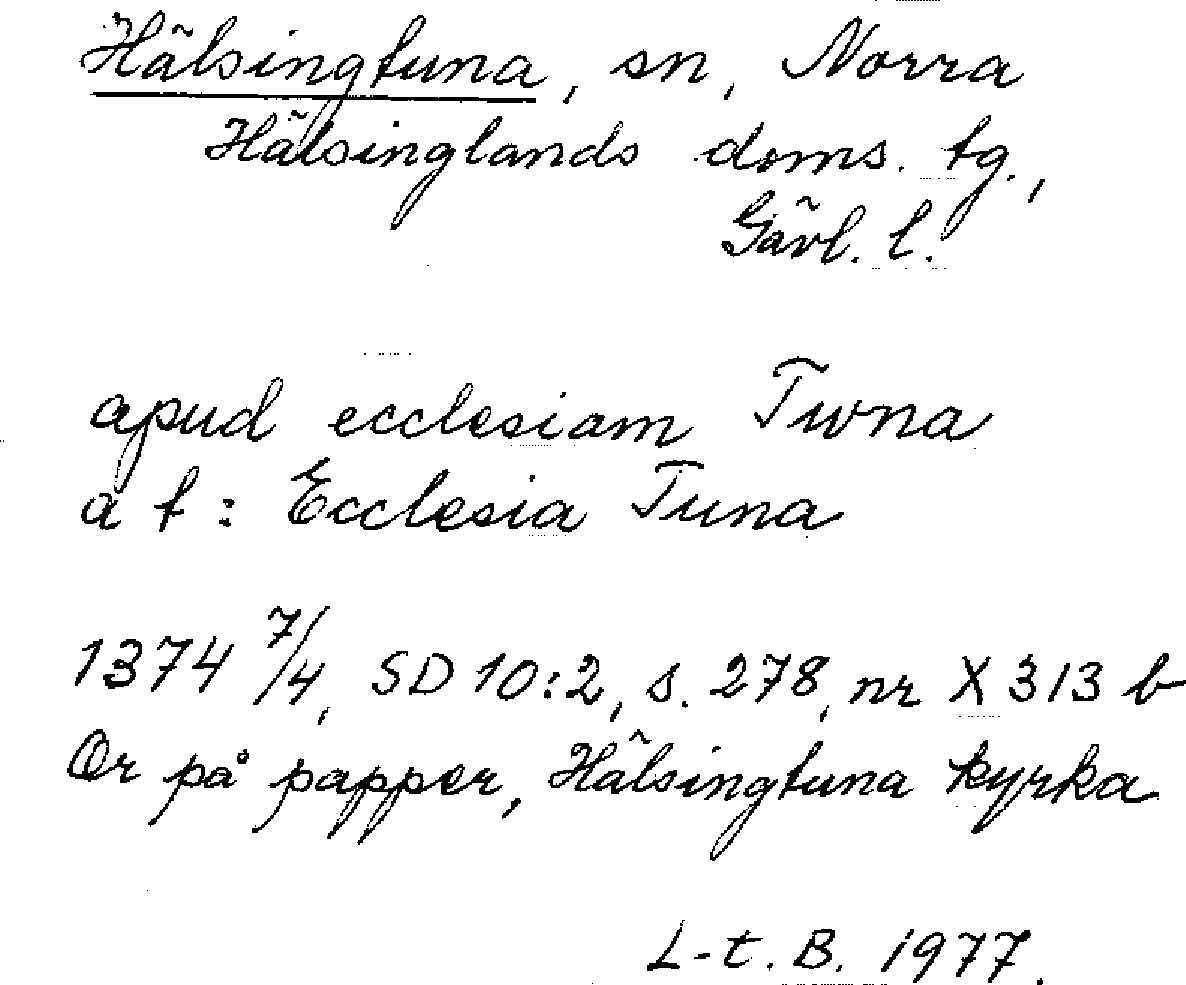 Hälsingtuna, sn, Norra
Hälsinglands doms. tg.,
Gävl. l.
apud ecclesiam Twna
a t : Ecclesia Tuna
1374 7/4, SD 10:2, s. 278, nr X 313 b
Or på papper, Hälsingtuna kyrka
L-t. B. 1977.